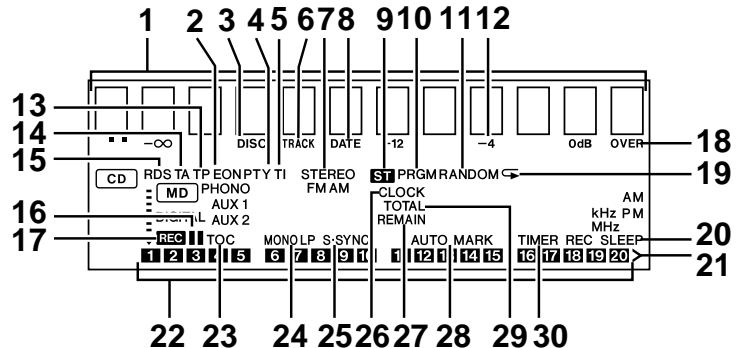 1 2 3 4 5 6 7 8 9 10 11 12
-∞ DISC TRACK DATE -12 -4 0dB OVER 18
13
14
15
RDS TA TP EON PTY TI STEREO ST PRGM RANDOM 19
CD MD PHONO FM AM CLOCK AM
AUX 1 TOTAL kHz PM
DIGITAL AUX 2 REMAIN MHz
16
17 REC TOC MONO LP S·SYNC AUTO MARK TIMER REC SLEEP 20
1 2 3 4 5 6 7 8 9 10 11 12 13 14 15 16 17 18 19 20 21
22 23 24 25 26 27 28 29 30